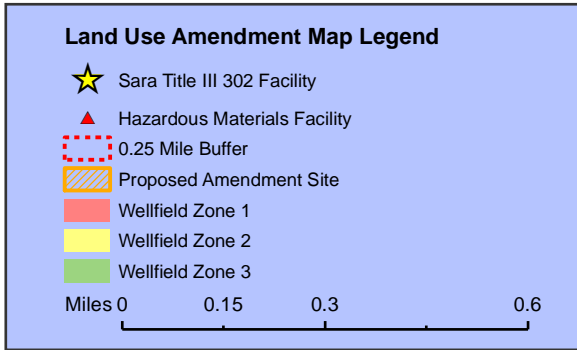 Land Use Amendment Map Legend
Sara Title III 302 Facility
Hazardous Materials Facility
0.25 Mile Buffer
Proposed Amendment Site
Wellfield Zone 1
Wellfield Zone 2
Wellfield Zone 3
Miles 0 0.15 0.3 0.6